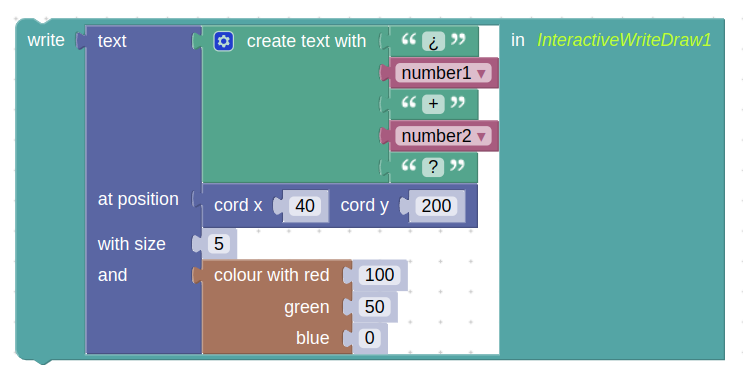 write text create text with “ ¿ ” in InteractiveWriteDraw1
number1 ▾
“ + ”
number2 ▾
“ ? ”
at position cord x 40 cord y 200
with size 5
and colour with red 100
green 50
blue 0